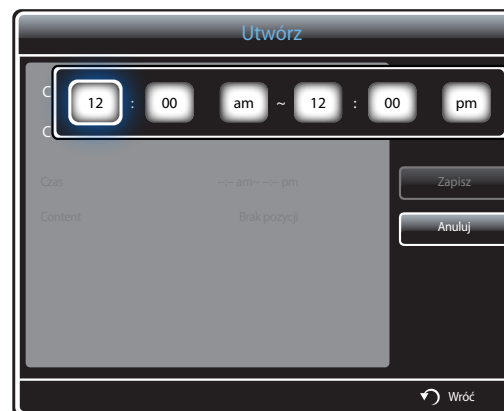 Utwórz
C
12 : 00 am ~ 12 : 00 pm
C
Czas --:-- am~ --:-- pm
Content Brak pozycji
Zapisz
Anuluj
Wróć